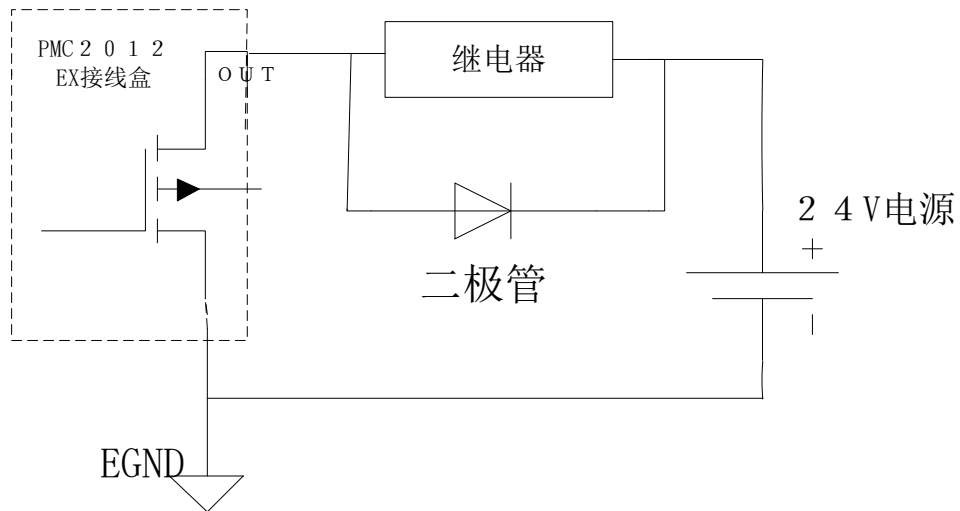 PMC2012
EX接线盒
OUT
继电器
二极管
24V电源
+
-
EGND